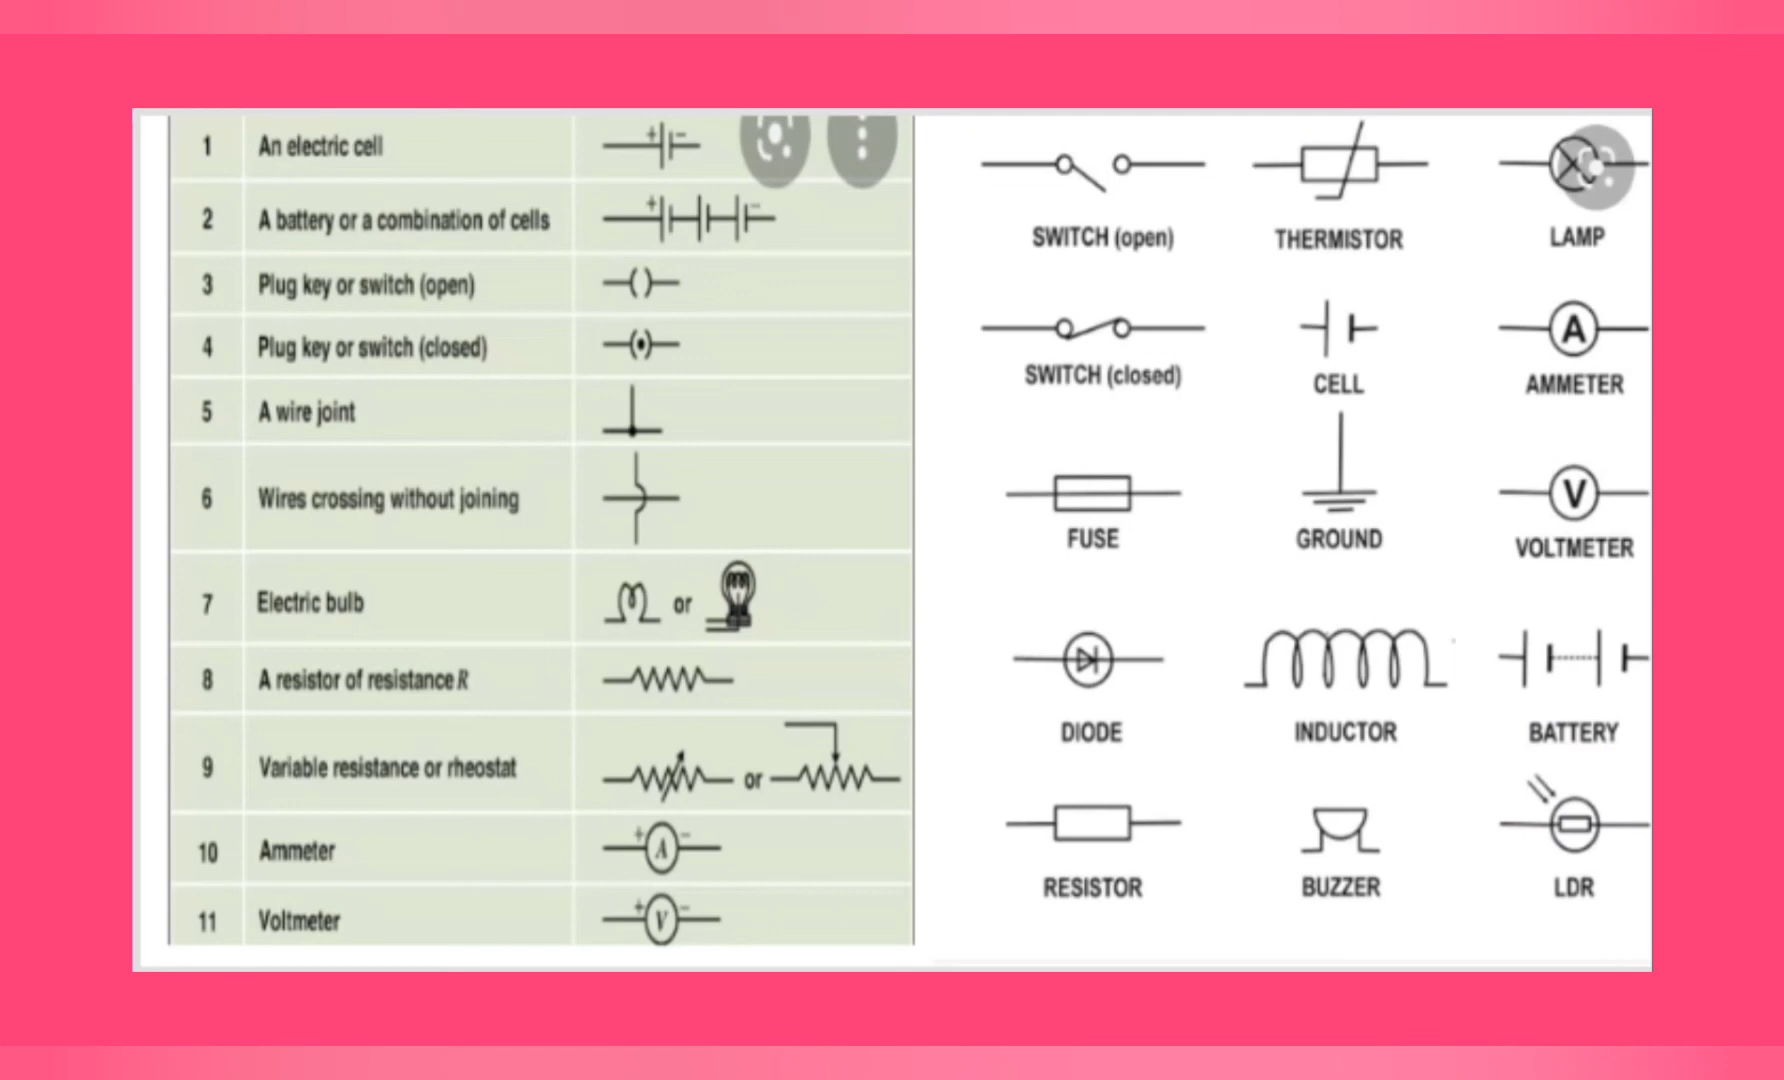 1 An electric cell + -
2 A battery or a combination of cells + -
3 Plug key or switch (open)
4 Plug key or switch (closed)
5 A wire joint
6 Wires crossing without joining
7 Electric bulb or
8 A resistor of resistance R
9 Variable resistance or rheostat or
10 Ammeter + A -
11 Voltmeter + V -
SWITCH (open) THERMISTOR LAMP
A
SWITCH (closed) CELL AMMETER
V
FUSE GROUND VOLTMETER
DIODE INDUCTOR BATTERY
RESISTOR BUZZER LDR